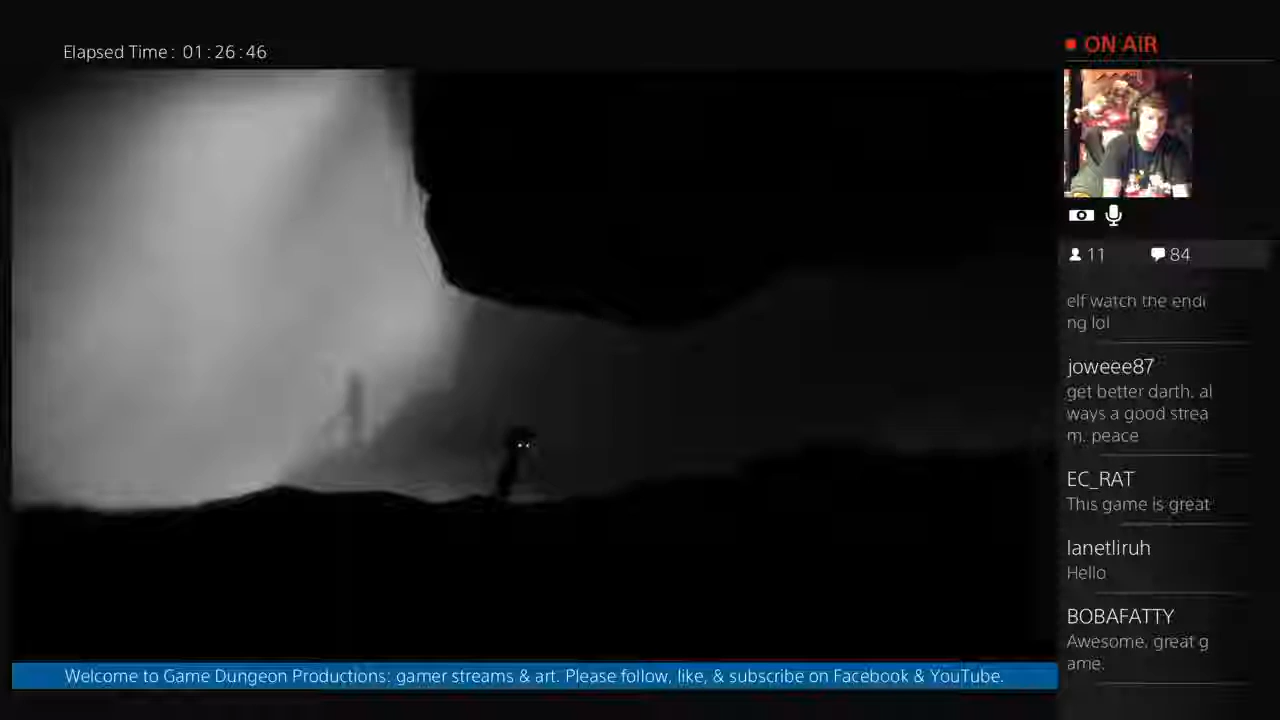 Elapsed Time: 01:26:46
ON AIR
11 84
elf watch the endi
ng lol
joweee87
get better darth. al
ways a good strea
m. peace
EC_RAT
This game is great
lanetliruh
Hello
BOBAFATTY
Awesome. great g
ame.
Welcome to Game Dungeon Productions: gamer streams & art. Please follow, like, & subscribe on Facebook & YouTube.